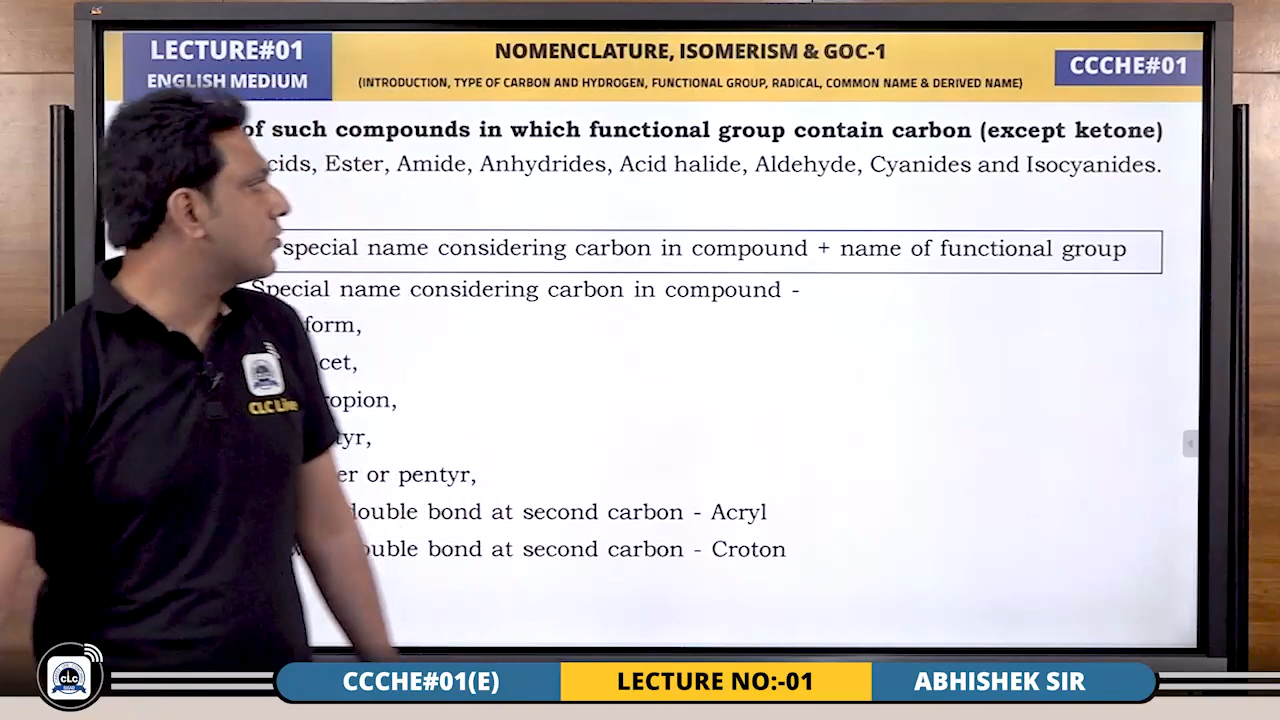 LECTURE#01
ENGLISH MEDIUM
NOMENCLATURE, ISOMERISM & GOC-1
(INTRODUCTION, TYPE OF CARBON AND HYDROGEN, FUNCTIONAL GROUP, RADICAL, COMMON NAME & DERIVED NAME)
CCCHE#01
of such compounds in which functional group contain carbon (except ketone)
cids, Ester, Amide, Anhydrides, Acid halide, Aldehyde, Cyanides and Isocyanides.
special name considering carbon in compound + name of functional group
Special name considering carbon in compound -
form,
cet,
ropion,
tyr,
er or pentyr,
double bond at second carbon - Acryl
double bond at second carbon - Croton
CLC Live
CLC
CCCHE#01(E)
LECTURE NO:-01
ABHISHEK SIR